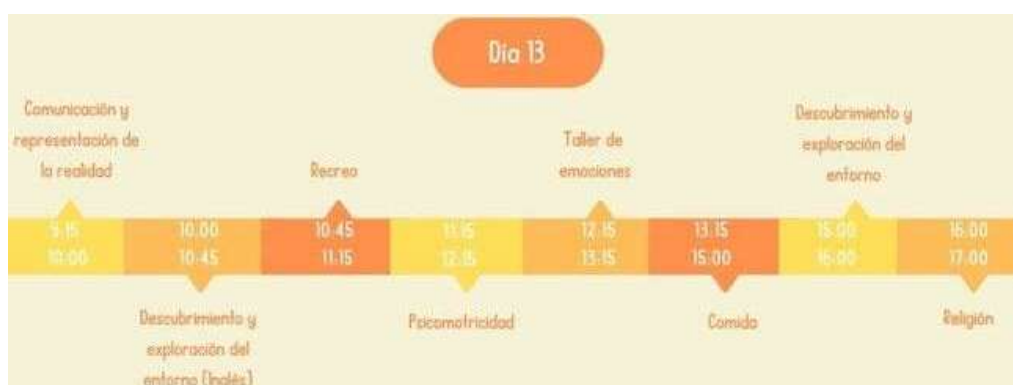 Día 13
Comunicación y
representación de
la realidad
Recreo
Taller de
emociones
Descubrimiento y
exploración del
entorno
9.15
10:00
10.00
10:45
10:45
11:15
11:15
12:15
12:15
13:15
13:15
15:00
15:00
16:00
16.00
17.00
Descubrimiento y
exploración del
entorno (Inglés)
Psicomotricidad
Comida
Religión